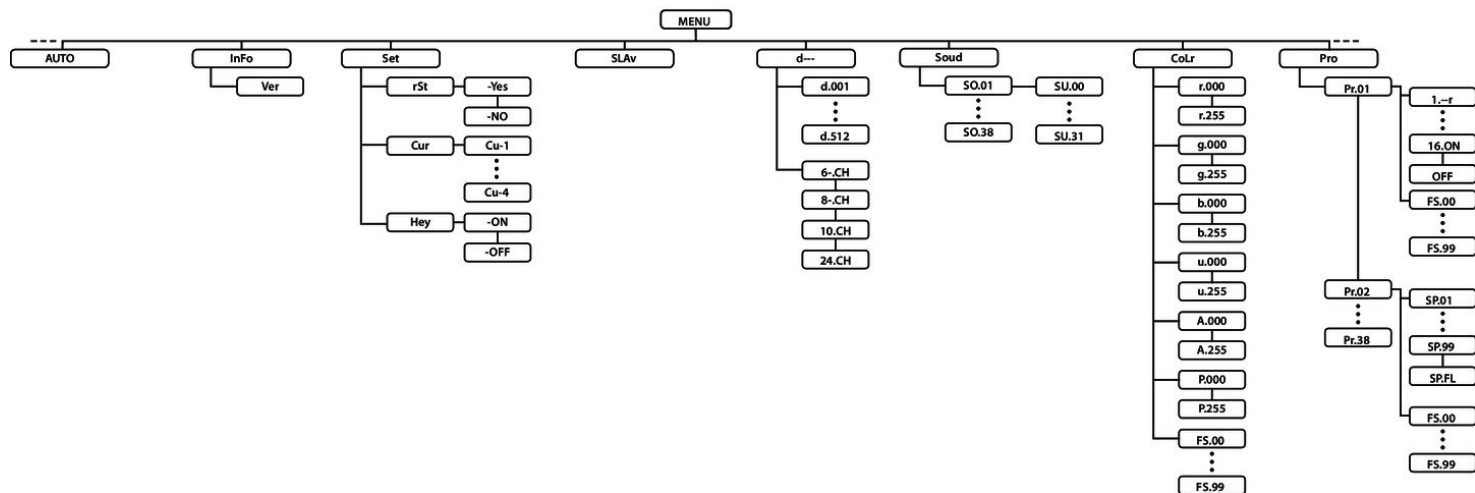 MENU
AUTO
InFo
Ver
Set
rSt
-Yes
-NO
Cur
Cu-1
Cu-4
Hey
-ON
-OFF
SLAv
d---
d.001
d.512
6-.CH
8-.CH
10.CH
24.CH
Soud
SO.01
SO.38
SU.00
SU.31
CoLr
r.000
r.255
g.000
g.255
b.000
b.255
u.000
u.255
A.000
A.255
P.000
P.255
FS.00
FS.99
Pro
Pr.01
1.--r
16.ON
OFF
FS.00
FS.99
Pr.02
Pr.38
SP.01
SP.99
SP.FL
FS.00
FS.99